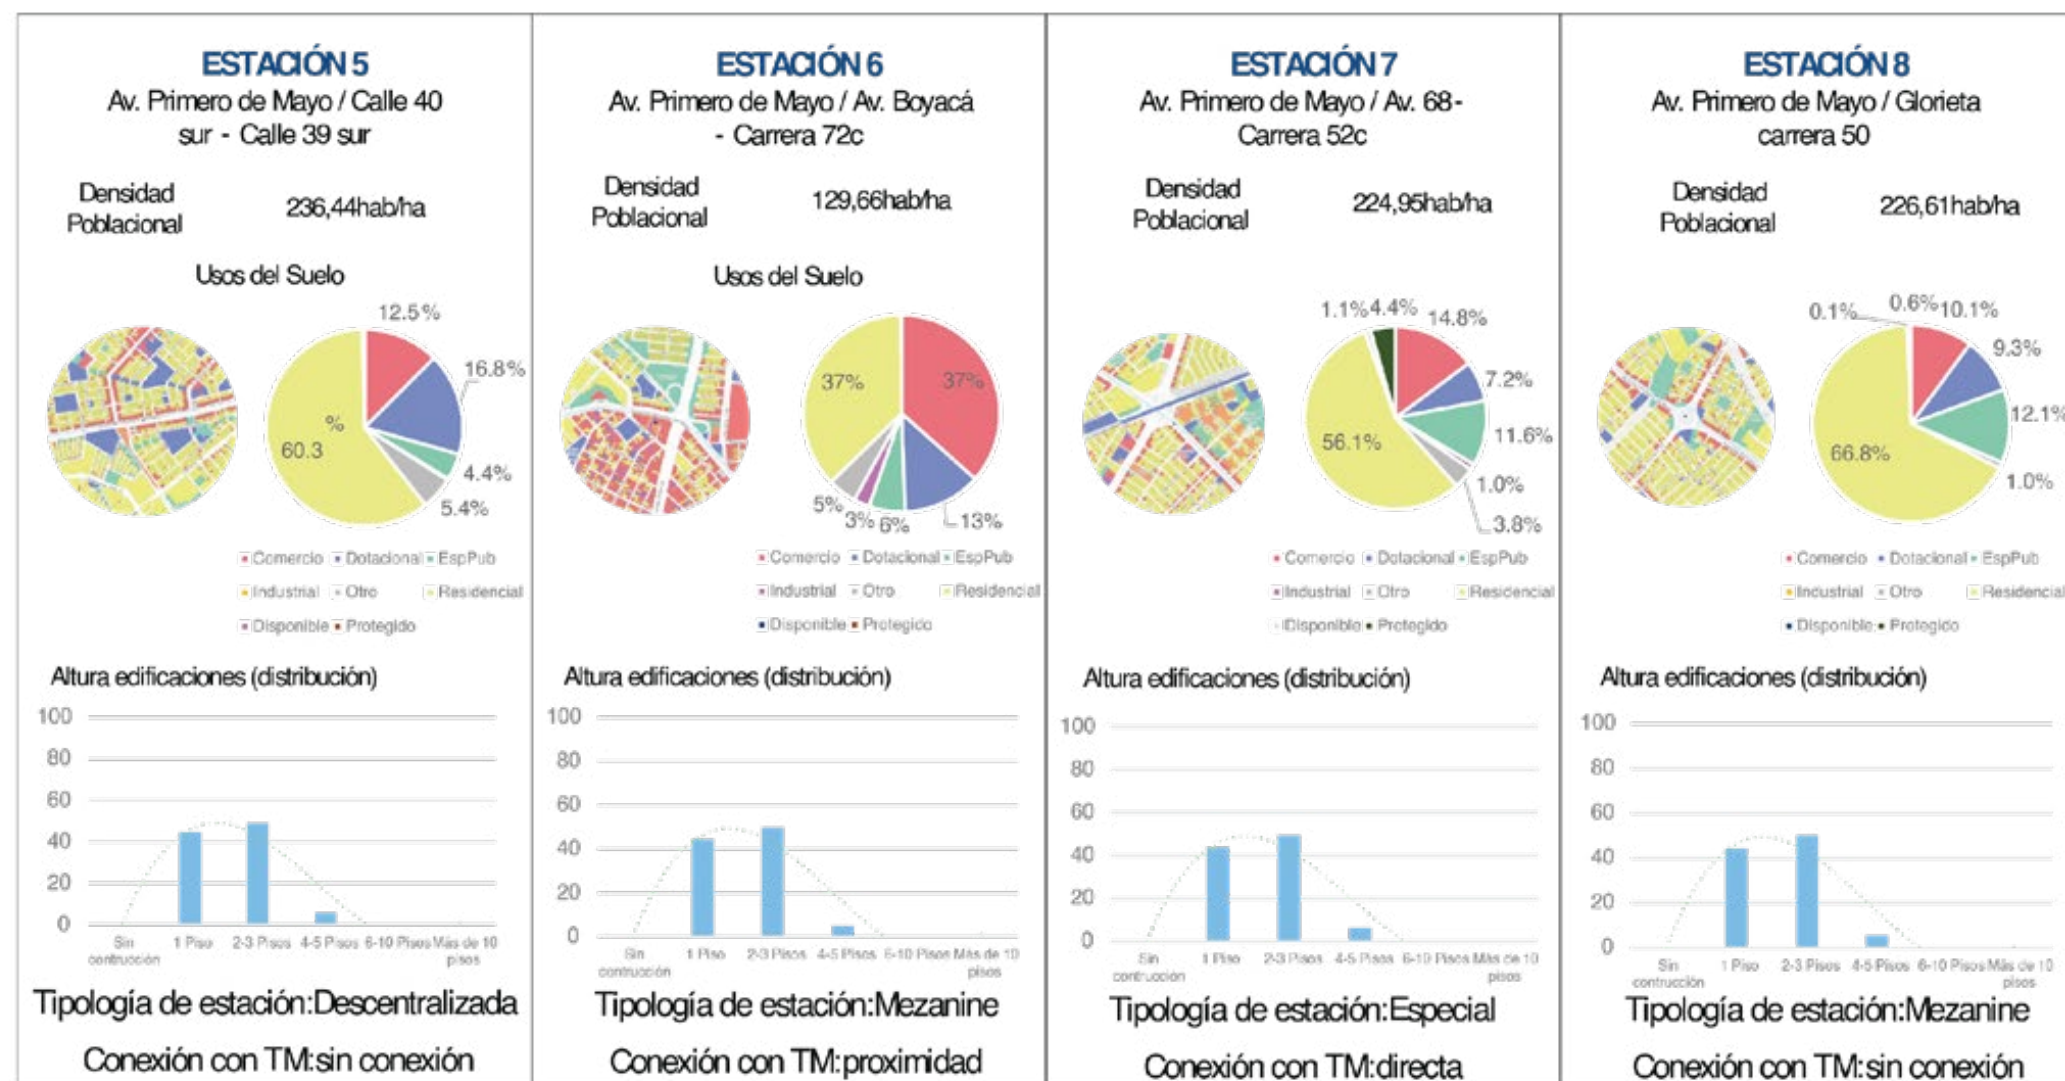 ESTACIÓN 5
Av. Primero de Mayo / Calle 40
sur - Calle 39 sur
Densidad
Poblacional
236,44hab/ha
Usos del Suelo
12.5%
16.8%
%
60.3
4.4%
5.4%
Comercio Dotacional EspPub
Industrial Otro Residencial
Disponible Protegido
Altura edificaciones (distribución)
100
80
60
40
20
0
Sin
contrucción
1 Piso
2-3 Pisos
4-5 Pisos
6-10 Pisos
Más de 10
pisos
Tipología de estación:Descentralizada
Conexión con TM:sin conexión
ESTACIÓN 6
Av. Primero de Mayo / Av. Boyacá
- Carrera 72c
Densidad
Poblacional
129,66hab/ha
Usos del Suelo
37%
37%
5%
3%
6%
13%
Comercio Dotacional EspPub
Industrial Otro Residencial
Disponible Protegido
Altura edificaciones (distribución)
100
80
60
40
20
0
Sin
contrucción
1 Piso
2-3 Pisos
4-5 Pisos
6-10 Pisos
Más de 10
pisos
Tipología de estación:Mezanine
Conexión con TM:proximidad
ESTACIÓN 7
Av. Primero de Mayo / Av. 68-
Carrera 52c
Densidad
Poblacional
224,95hab/ha
1.1%
4.4%
14.8%
7.2%
56.1%
11.6%
1.0%
3.8%
Comercio Dotacional EspPub
Industrial Otro Residencial
Disponible Protegido
Altura edificaciones (distribución)
100
80
60
40
20
0
Sin
contrucción
1 Piso
2-3 Pisos
4-5 Pisos
6-10 Pisos
Más de 10
pisos
Tipología de estación:Especial
Conexión con TM:directa
ESTACIÓN 8
Av. Primero de Mayo / Glorieta
carrera 50
Densidad
Poblacional
226,61hab/ha
0.1%
0.6%
10.1%
9.3%
12.1%
66.8%
1.0%
Comercio Dotacional EspPub
Industrial Otro Residencial
Disponible Protegido
Altura edificaciones (distribución)
100
80
60
40
20
0
Sin
contrucción
1 Piso
2-3 Pisos
4-5 Pisos
6-10 Pisos
Más de 10
pisos
Tipología de estación:Mezanine
Conexión con TM:sin conexión